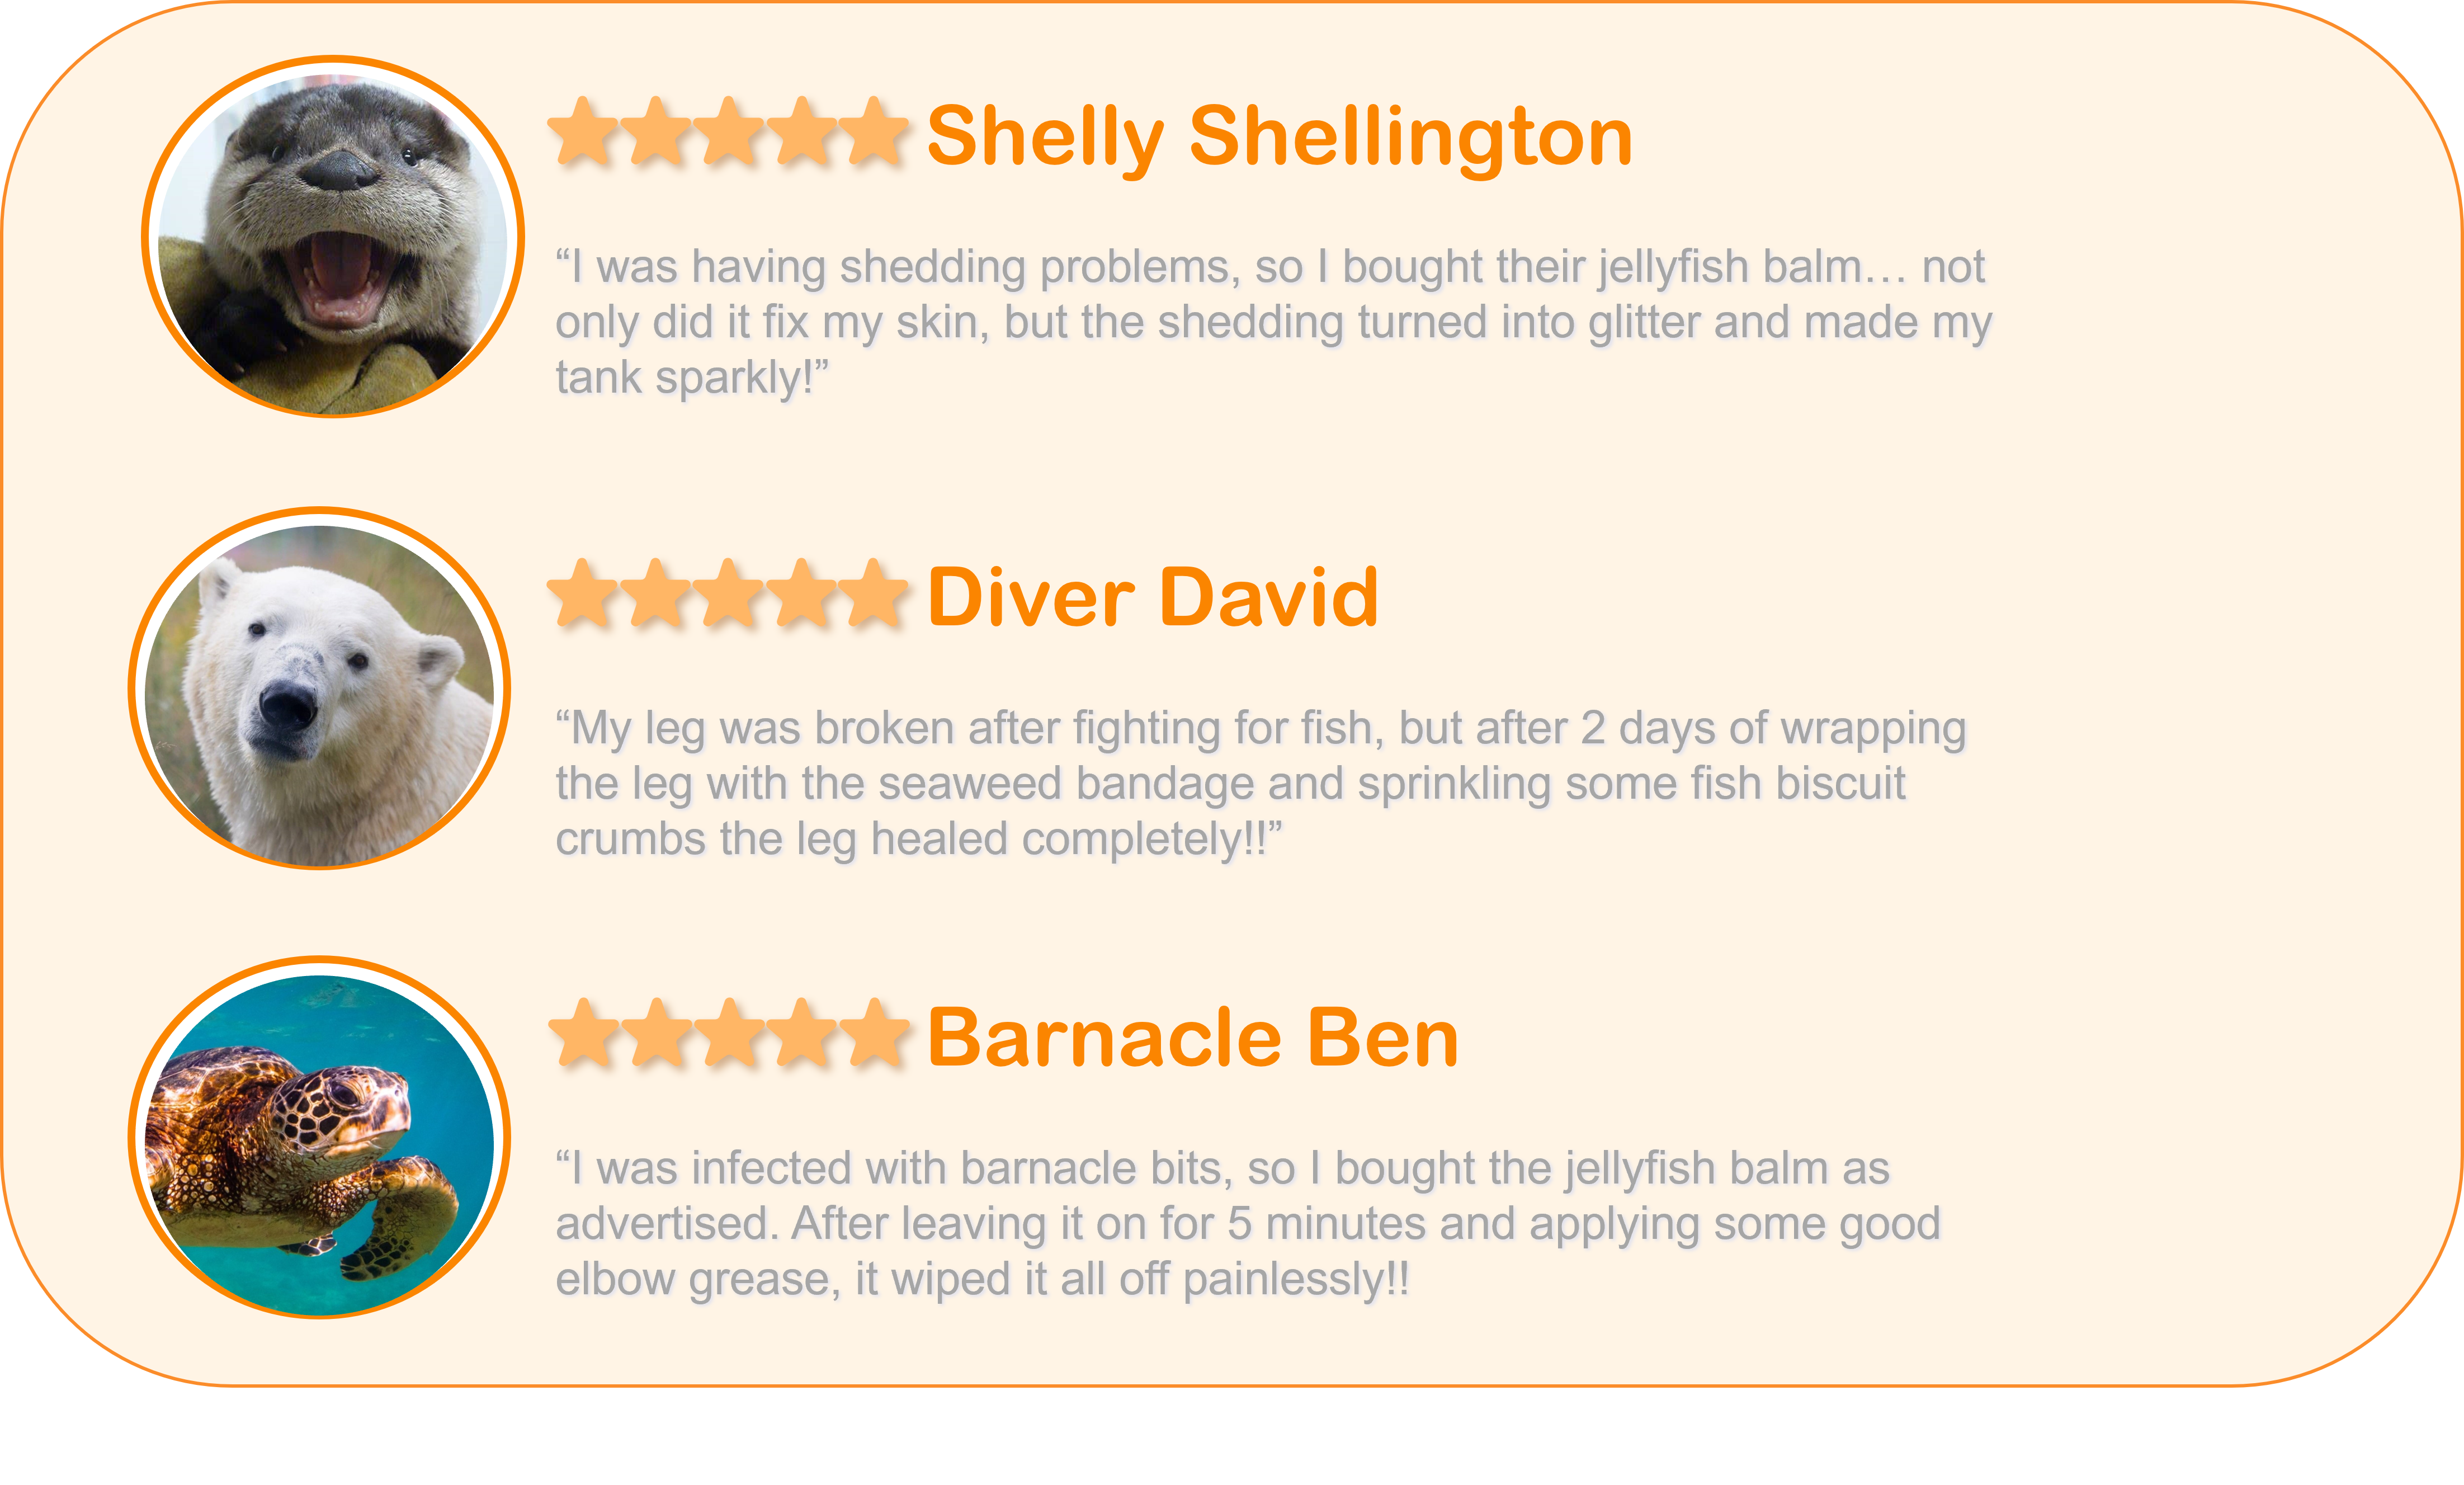 Shelly Shellington
“I was having shedding problems, so I bought their jellyfish balm… not
only did it fix my skin, but the shedding turned into glitter and made my
tank sparkly!”
Diver David
“My leg was broken after fighting for fish, but after 2 days of wrapping
the leg with the seaweed bandage and sprinkling some fish biscuit
crumbs the leg healed completely!!”
Barnacle Ben
“I was infected with barnacle bits, so I bought the jellyfish balm as
advertised. After leaving it on for 5 minutes and applying some good
elbow grease, it wiped it all off painlessly!!